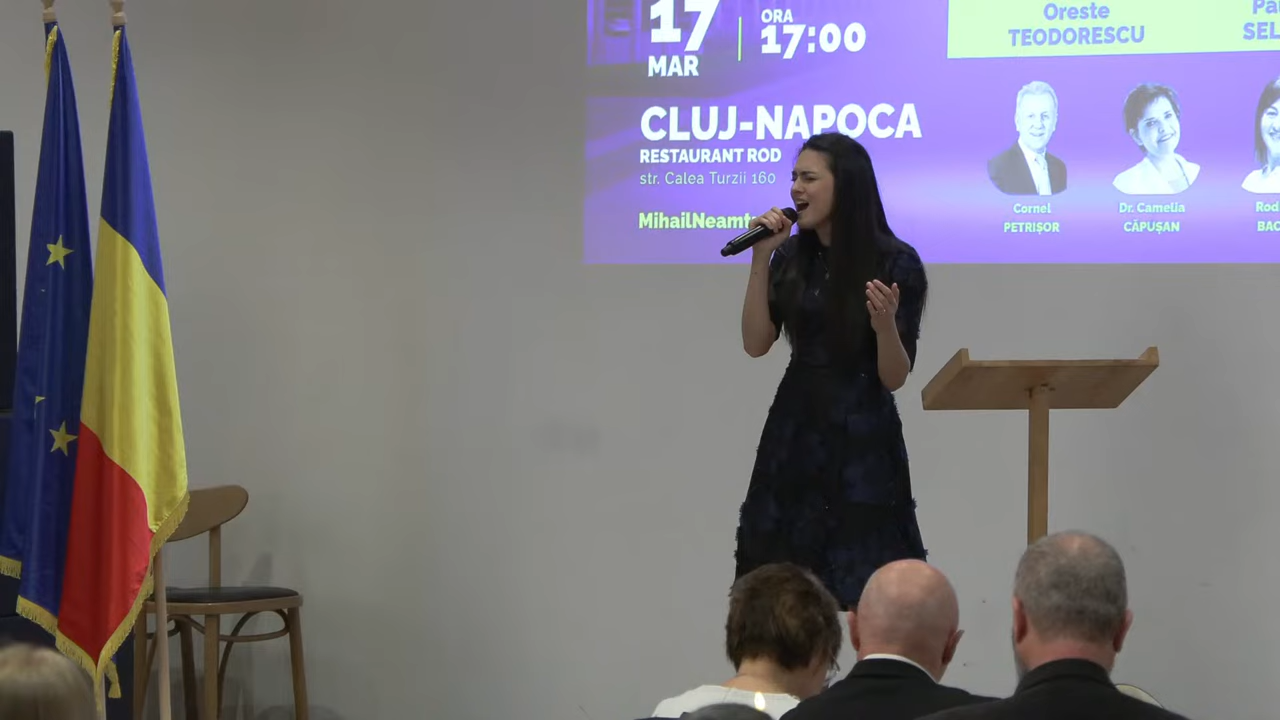 17
MAR
ORA
17:00
CLUJ-NAPOCA
RESTAURANT ROD
str. Calea Turzii 160
Oreste
TEODORESCU
Cornel
PETRIȘOR
Dr. Camelia
CĂPUȘAN